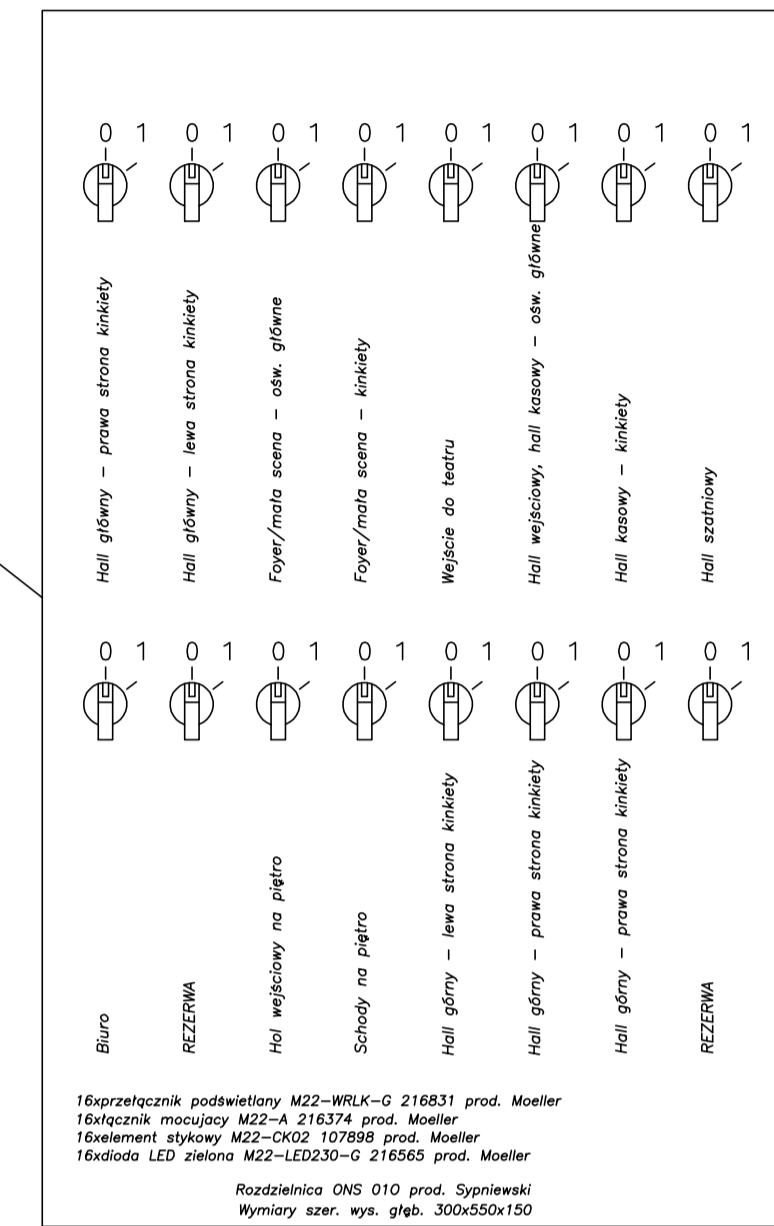 0 1 0 1 0 1 0 1 0 1 0 1 0 1 0 1
Hall główny – prawa strona kinkiety
Hall główny – lewa strona kinkiety
Foyer/mała scena – ośw. główne
Foyer/mała scena – kinkiety
Wejście do teatru
Hall wejściowy, hall kasowy – ośw. główne
Hall kasowy – kinkiety
Hall szatniowy
0 1 0 1 0 1 0 1 0 1 0 1 0 1 0 1
Biuro
REZERWA
Hol wejściowy na piętro
Schody na piętro
Hall górny – lewa strona kinkiety
Hall górny – prawa strona kinkiety
Hall górny – prawa strona kinkiety
REZERWA
16xprzełącznik podświetlany M22–WRLK–G 216831 prod. Moeller
16xłącznik mocujacy M22–A 216374 prod. Moeller
16xelement stykowy M22–CK02 107898 prod. Moeller
16xdioda LED zielona M22–LED230–G 216565 prod. Moeller
Rozdzielnica ONS 010 prod. Sypniewski
Wymiary szer. wys. głęb. 300x550x150